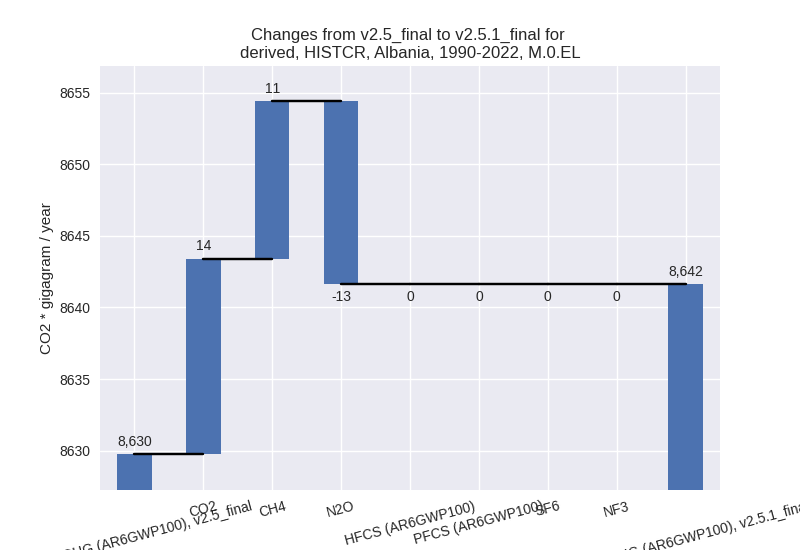 Changes from v2.5_final to v2.5.1_final for
derived, HISTCR, Albania, 1990-2022, M.0.EL
CO2 * gigagram / year
8655
8650
8645
8640
8635
8630
8,630
14
11
-13
0
0
0
0
8,642
(AR6GWP100), v2.5_final
CO2
CH4
N2O
HFCS (AR6GWP100)
PFCS (AR6GWP100)
SF6
NF3
(AR6GWP100), v2.5.1_fina